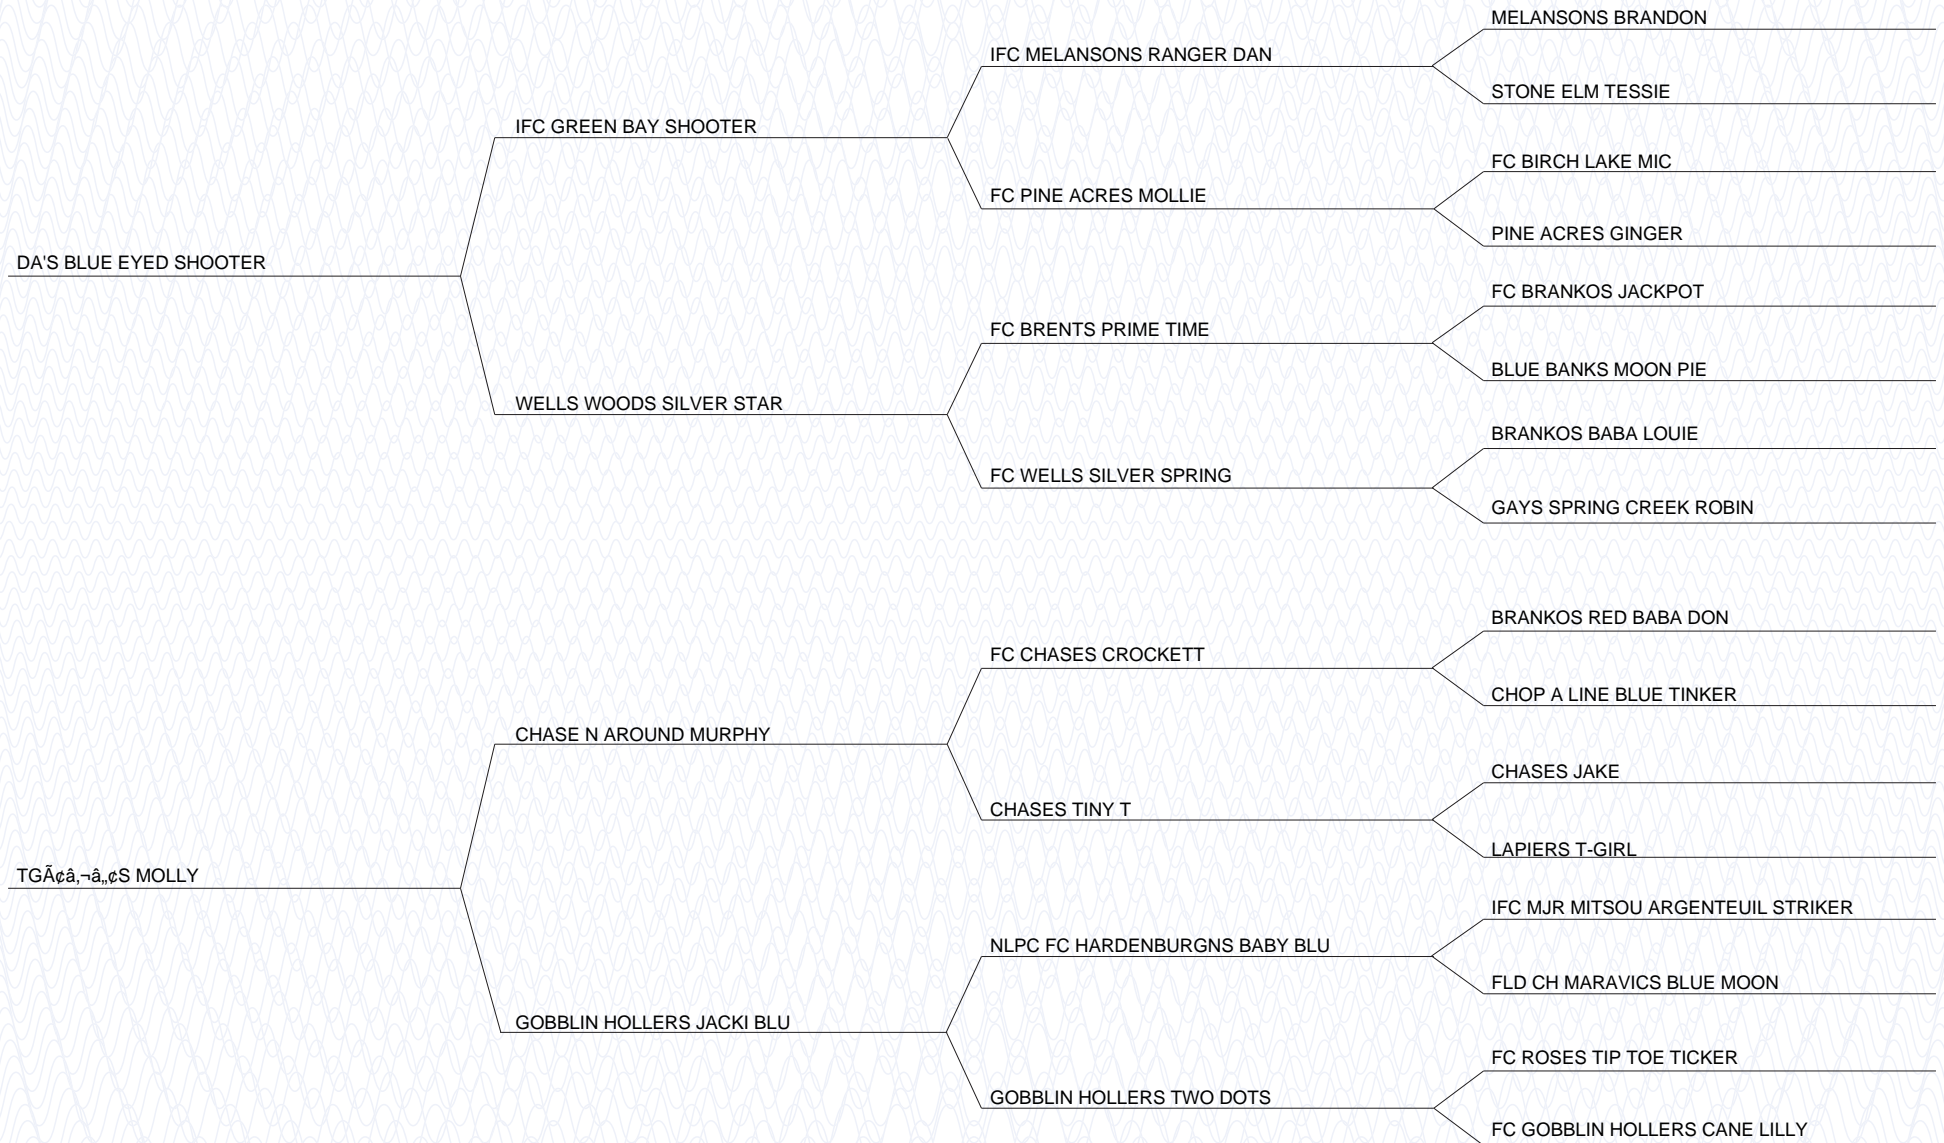 MELANSONS BRANDON
IFC MELANSONS RANGER DAN
STONE ELM TESSIE
IFC GREEN BAY SHOOTER
FC BIRCH LAKE MIC
FC PINE ACRES MOLLIE
PINE ACRES GINGER
DA'S BLUE EYED SHOOTER
FC BRANKOS JACKPOT
FC BRENTS PRIME TIME
BLUE BANKS MOON PIE
WELLS WOODS SILVER STAR
BRANKOS BABA LOUIE
FC WELLS SILVER SPRING
GAYS SPRING CREEK ROBIN
BRANKOS RED BABA DON
FC CHASES CROCKETT
CHOP A LINE BLUE TINKER
CHASE N AROUND MURPHY
CHASES JAKE
CHASES TINY T
LAPIERS T-GIRL
TGÃ¢â‚¬â„¢S MOLLY
IFC MJR MITSOU ARGENTEUIL STRIKER
NLPC FC HARDENBURGNS BABY BLU
FLD CH MARAVICS BLUE MOON
GOBBLIN HOLLERS JACKI BLU
FC ROSES TIP TOE TICKER
GOBBLIN HOLLERS TWO DOTS
FC GOBBLIN HOLLERS CANE LILLY